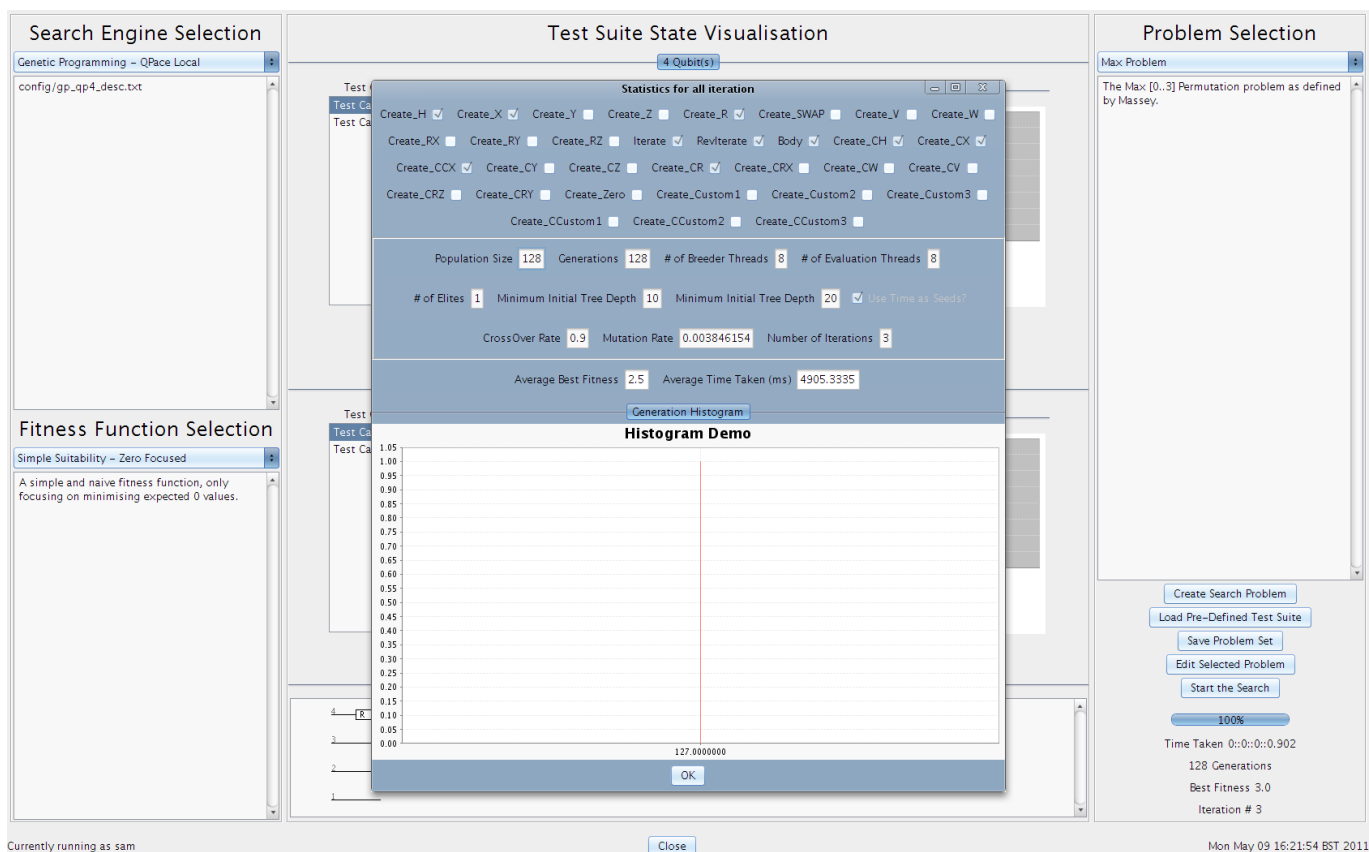 Search Engine Selection
Genetic Programming - QPace Local
config/gp_qp4_desc.txt
Fitness Function Selection
Simple Suitability - Zero Focused
A simple and naive fitness function, only
focusing on minimising expected 0 values.
Test Suite State Visualisation
4 Qubit(s)
Test
Test Ca
Test Ca
Statistics for all iteration
Create_H Create_X Create_Y Create_Z Create_R Create_SWAP Create_V Create_W
Create_RX Create_RY Create_RZ Iterate RevIterate Body Create_CH Create_CX
Create_CCX Create_CY Create_CZ Create_CR Create_CRX Create_CW Create_CV
Create_CRZ Create_CRY Create_Zero Create_Custom1 Create_Custom2 Create_Custom3
Create_CCustom1 Create_CCustom2 Create_CCustom3
Population Size 128 Generations 128 # of Breeder Threads 8 # of Evaluation Threads 8
# of Elites 1 Minimum Initial Tree Depth 10 Minimum Initial Tree Depth 20 Use Time as Seeds?
CrossOver Rate 0.9 Mutation Rate 0.003846154 Number of Iterations 3
Average Best Fitness 2.5 Average Time Taken (ms) 4905.3335
Generation Histogram
Histogram Demo
1.05
1.00
0.95
0.90
0.85
0.80
0.75
0.70
0.65
0.60
0.55
0.50
0.45
0.40
0.35
0.30
0.25
0.20
0.15
0.10
0.05
0.00
127.0000000
OK
Test
Test Ca
Test Ca
4 R
3
2
1
Problem Selection
Max Problem
The Max [0..3] Permutation problem as defined
by Massey.
Create Search Problem
Load Pre-Defined Test Suite
Save Problem Set
Edit Selected Problem
Start the Search
100%
Time Taken 0::0::0::0.902
128 Generations
Best Fitness 3.0
Iteration # 3
Currently running as sam
Close
Mon May 09 16:21:54 BST 2011